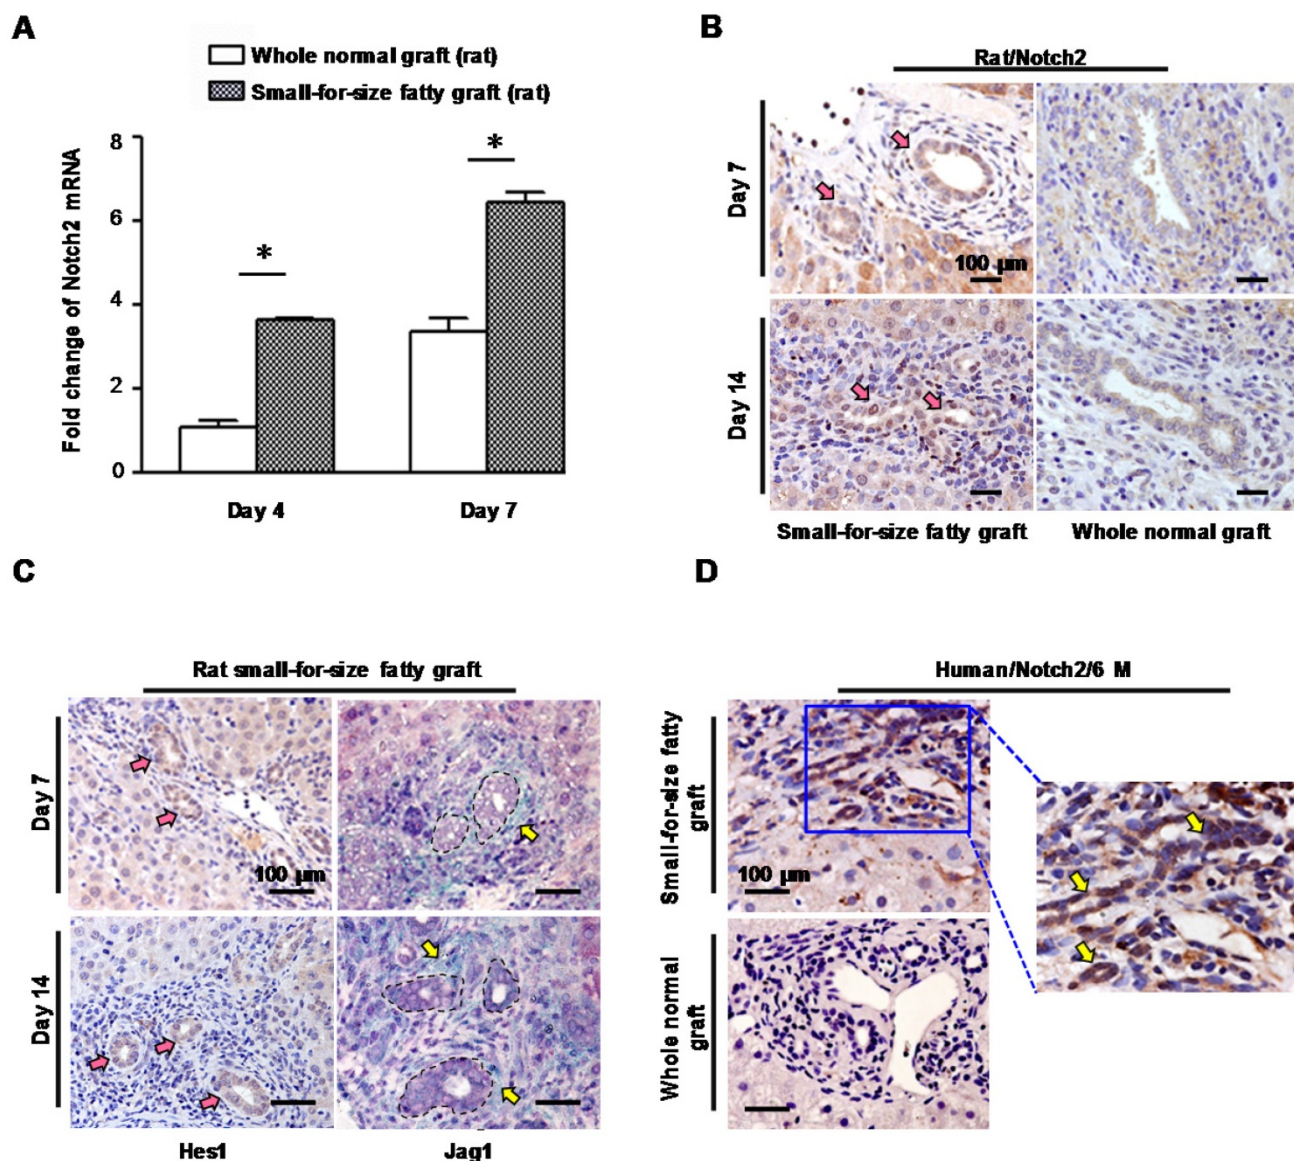 A
Whole normal graft (rat)
Small-for-size fatty graft (rat)
Fold change of Notch2 mRNA
8
6
4
2
0
*
*
Day 4
Day 7
B
Rat/Notch2
Day 7
Day 14
100 µm
Small-for-size fatty graft
Whole normal graft
C
Rat small-for-size fatty graft
Day 7
Day 14
100 µm
Hes1
Jag1
D
Human/Notch2/6 M
Small-for-size fatty
graft
Whole normal
graft
100 µm